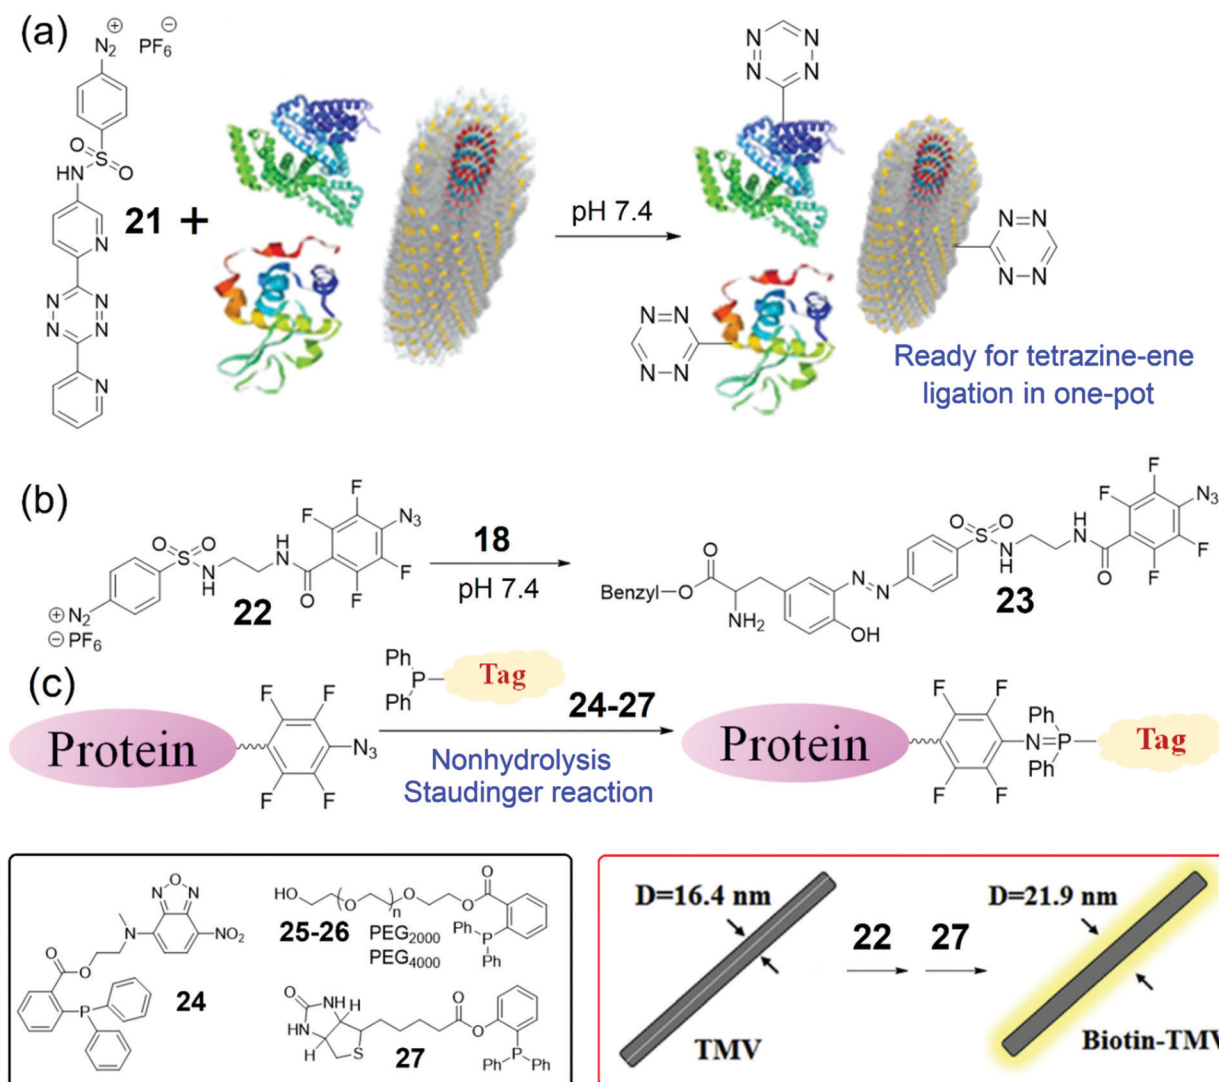 (a)
N2 + PF6 −
O
S
O
HN
21 +
N
N N
N N
N
pH 7.4
N N
N N
N N
N N
N N
N N
Ready for tetrazine-ene
ligation in one-pot
(b)
F
F
N3
O O
S
N
H
H
N
O
F
F
N2 +
− PF6
22
18
pH 7.4
Benzyl
O
O
NH2
N
N
OH
O O
S
N
H
H
N
O
F
F
N3
F
F
23
(c)
Protein
F F
N3
F F
Ph
P
Ph
Tag
24-27
Nonhydrolysis
Staudinger reaction
Protein
F F
N=P
F F
Ph
Ph
Tag
N O N
N
NO2
O
O
P
24
HO
O
n
O
O
O
25-26
PEG2000
PEG4000
Ph
P
Ph
O
NH
HN
H
H
S
O
O
27
Ph
P
Ph
D=16.4 nm
TMV
22
27
D=21.9 nm
Biotin-TMV